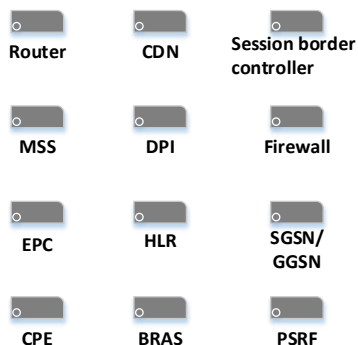 Router
CDN
Session border
controller
MSS
DPI
Firewall
EPC
HLR
SGSN/
GGSN
CPE
BRAS
PSRF